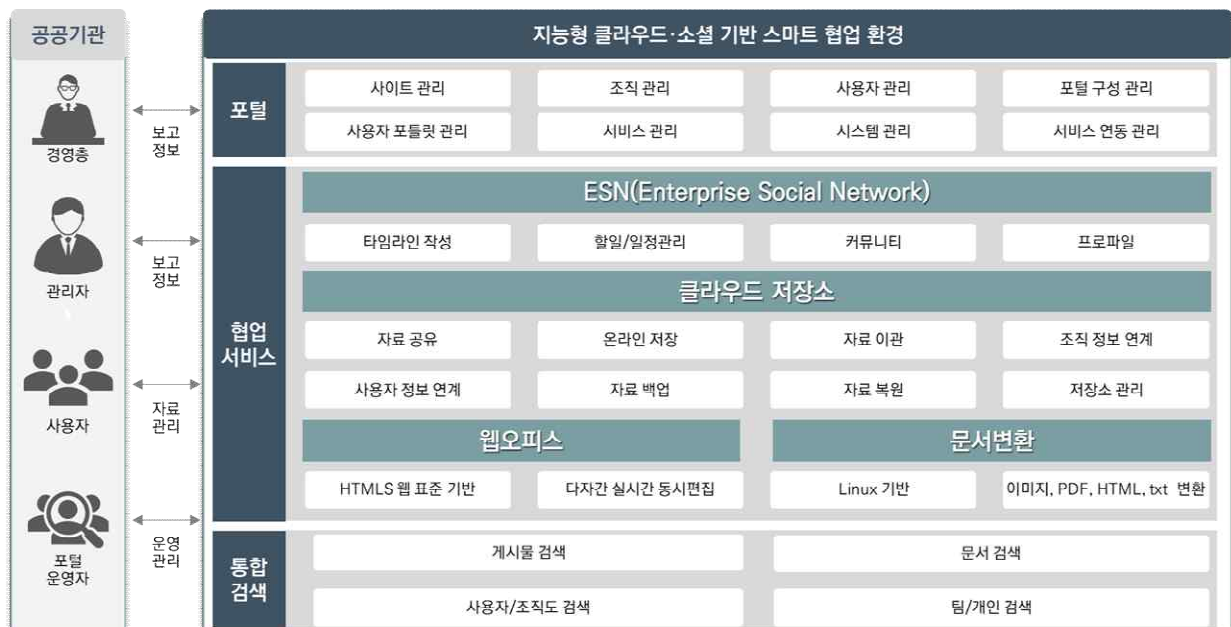 공공기관
경영층
관리자
사용자
포털
운영자
보고
정보
보고
정보
자료
관리
운영
관리
지능형 클라우드·소셜 기반 스마트 협업 환경
포털
사이트 관리
조직 관리
사용자 관리
포털 구성 관리
사용자 포틀릿 관리
서비스 관리
시스템 관리
서비스 연동 관리
협업
서비스
ESN(Enterprise Social Network)
타임라인 작성
할일/일정관리
커뮤니티
프로파일
클라우드 저장소
자료 공유
온라인 저장
자료 이관
조직 정보 연계
사용자 정보 연계
자료 백업
자료 복원
저장소 관리
웹오피스
문서변환
HTMLS 웹 표준 기반
다자간 실시간 동시편집
Linux 기반
이미지, PDF, HTML, txt 변환
통합
검색
게시물 검색
문서 검색
사용자/조직도 검색
팀/개인 검색